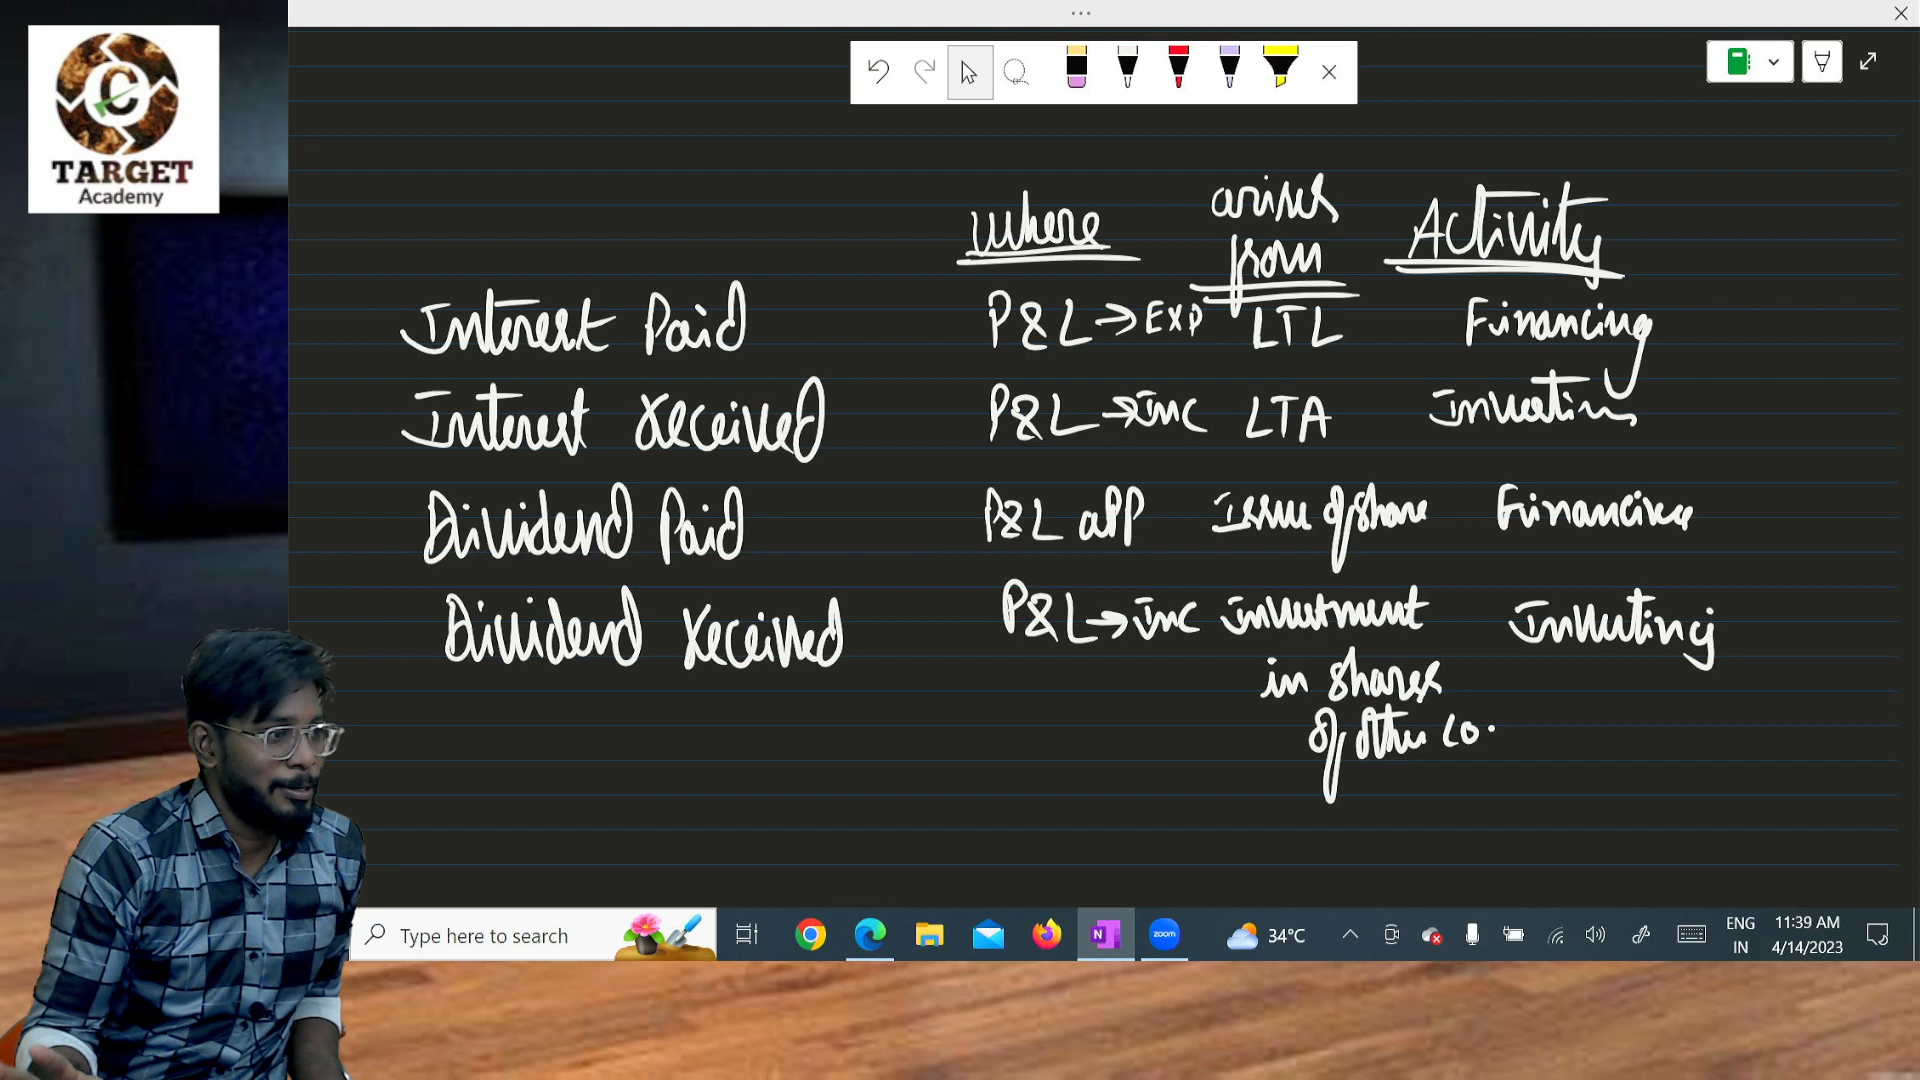 TARGET
Academy
where arises from Activity
Interest Paid P&L → EXP LTL Financing
Interest received P&L → inc LTA Investing
Dividend Paid P&L app Issue of share Financing
Dividend received P&L → inc investment in shares of other co. Investing
Type here to search
zoom
34°C
ENG
IN
11:39 AM
4/14/2023